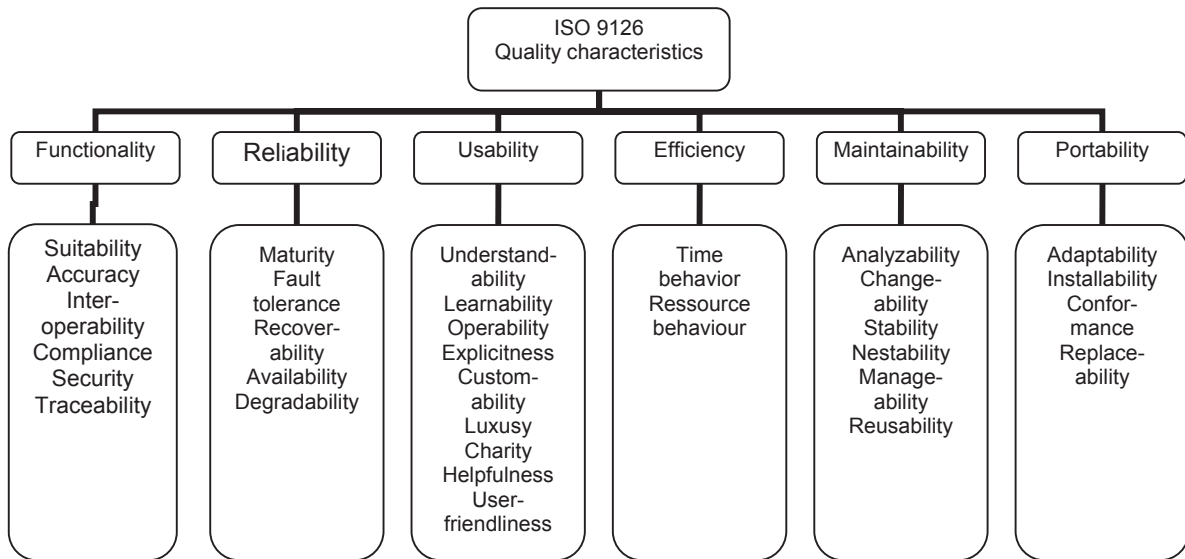 ISO 9126
Quality characteristics
Functionality
Reliability
Usability
Efficiency
Maintainability
Portability
Suitability
Accuracy
Inter-
operability
Compliance
Security
Traceability
Maturity
Fault
tolerance
Recover-
ability
Availability
Degradability
Understand-
ability
Learnability
Operability
Explicitness
Custom-
ability
Luxusy
Charity
Helpfulness
User-
friendliness
Time
behavior
Ressource
behaviour
Analyzability
Change-
ability
Stability
Nestability
Manage-
ability
Reusability
Adaptability
Installability
Confor-
mance
Replace-
ability